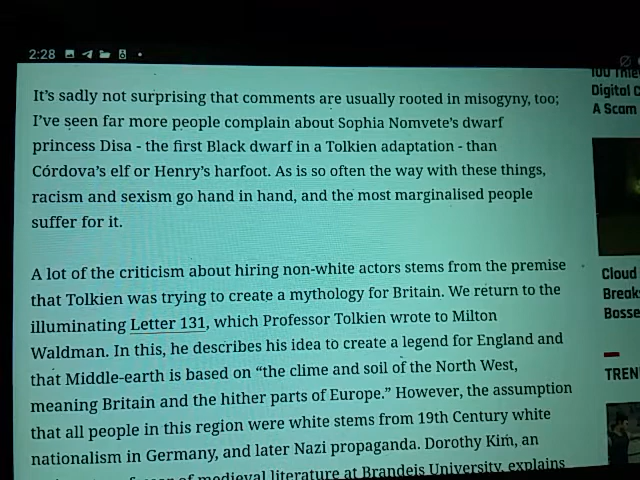 2:28
It's sadly not surprising that comments are usually rooted in misogyny, too;
I've seen far more people complain about Sophia Nomvete's dwarf
princess Disa - the first Black dwarf in a Tolkien adaptation - than
Córdova's elf or Henry's harfoot. As is so often the way with these things,
racism and sexism go hand in hand, and the most marginalised people
suffer for it.
A lot of the criticism about hiring non-white actors stems from the premise
that Tolkien was trying to create a mythology for Britain. We return to the
illuminating Letter 131, which Professor Tolkien wrote to Milton
Waldman. In this, he describes his idea to create a legend for England and
that Middle-earth is based on “the clime and soil of the North West,
meaning Britain and the hither parts of Europe.” However, the assumption
that all people in this region were white stems from 19th Century white
nationalism in Germany, and later Nazi propaganda. Dorothy Kim, an
of medieval literature at Brandeis University, explains
Digital C
A Scam
Cloud
Break
Bosse
TREN